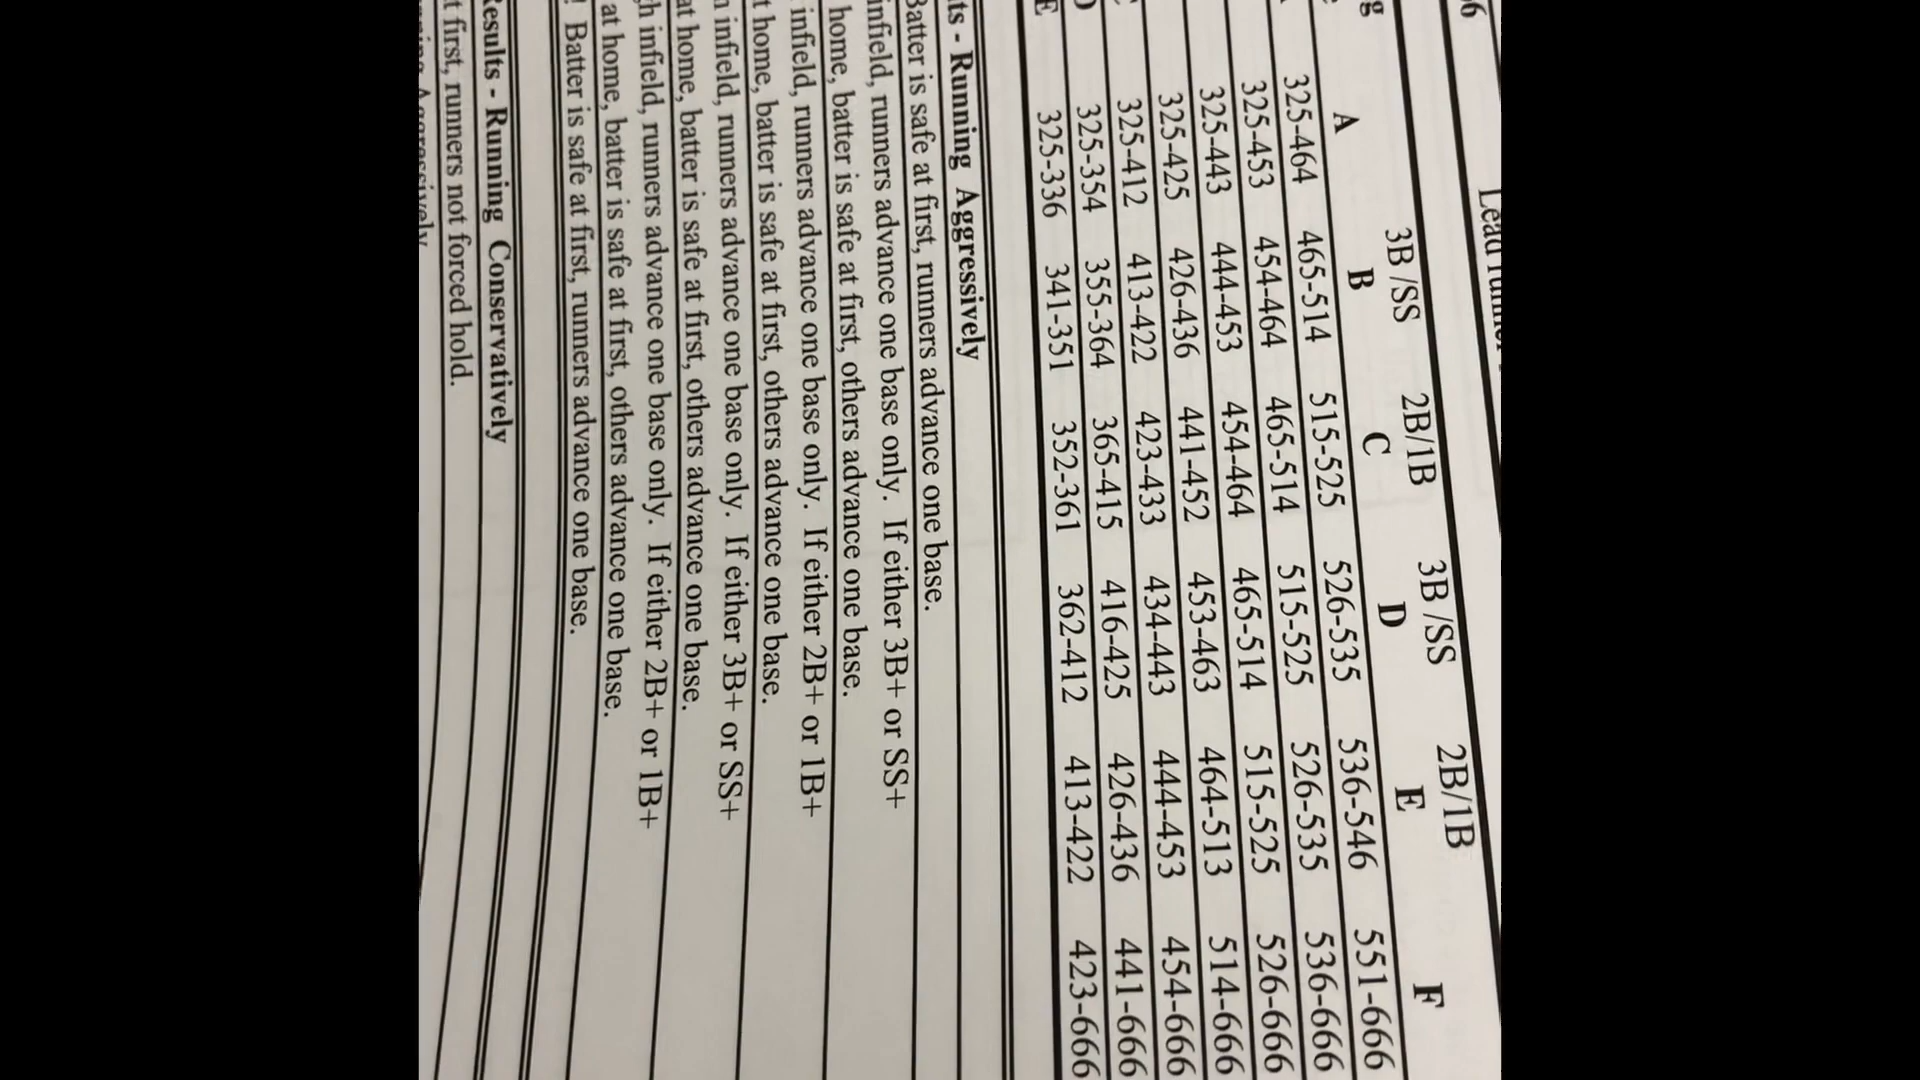 66
Lead
3B /SS 2B/1B 3B /SS 2B/1B
g A B C D E F
325-464 465-514 515-525 526-535 536-546 551-666
325-453 454-464 465-514 515-525 526-535 536-666
325-443 444-453 454-464 465-514 515-525 526-666
325-425 426-436 441-452 453-463 464-513 514-666
325-412 413-422 423-433 434-443 444-453 454-666
D 325-354 355-364 365-415 416-425 426-436 441-666
E 325-336 341-351 352-361 362-412 413-422 423-666
ts - Running Aggressively
Batter is safe at first, runners advance one base.
infield, runners advance one base only. If either 3B+ or SS+
home, batter is safe at first, others advance one base.
infield, runners advance one base only. If either 2B+ or 1B+
t home, batter is safe at first, others advance one base.
n infield, runners advance one base only. If either 3B+ or SS+
at home, batter is safe at first, others advance one base.
h infield, runners advance one base only. If either 2B+ or 1B+
at home, batter is safe at first, others advance one base.
! Batter is safe at first, runners advance one base.
Results - Running Conservatively
t first, runners not forced hold.
Aggressively